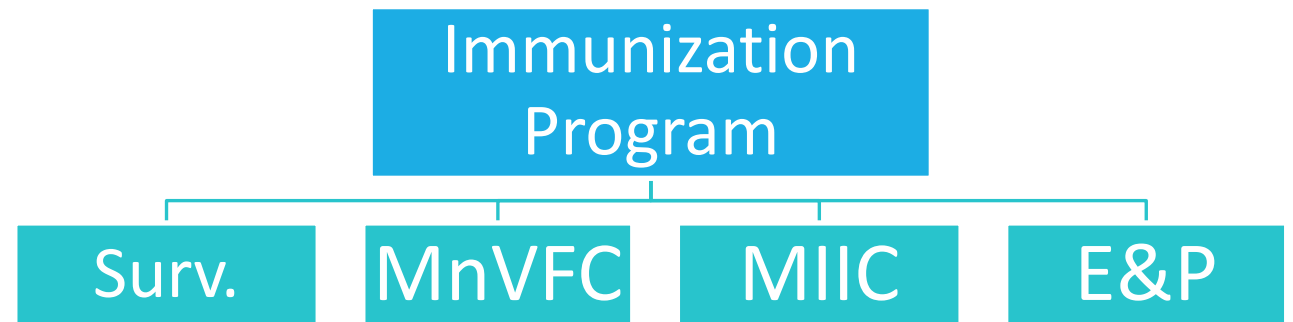 Immunization
Program
Surv.
MnVFC
MIIC
E&P